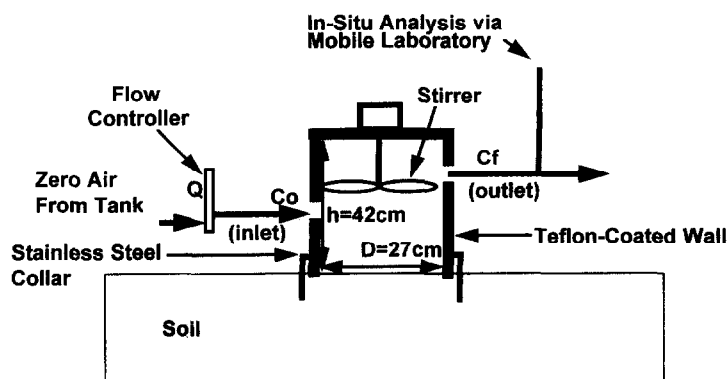 In-Situ Analysis via
Mobile Laboratory
Flow
Controller
Stirrer
Zero Air
From Tank
Q
Co
(inlet)
Cf
(outlet)
h=42cm
D=27cm
Teflon-Coated Wall
Stainless Steel
Collar
Soil